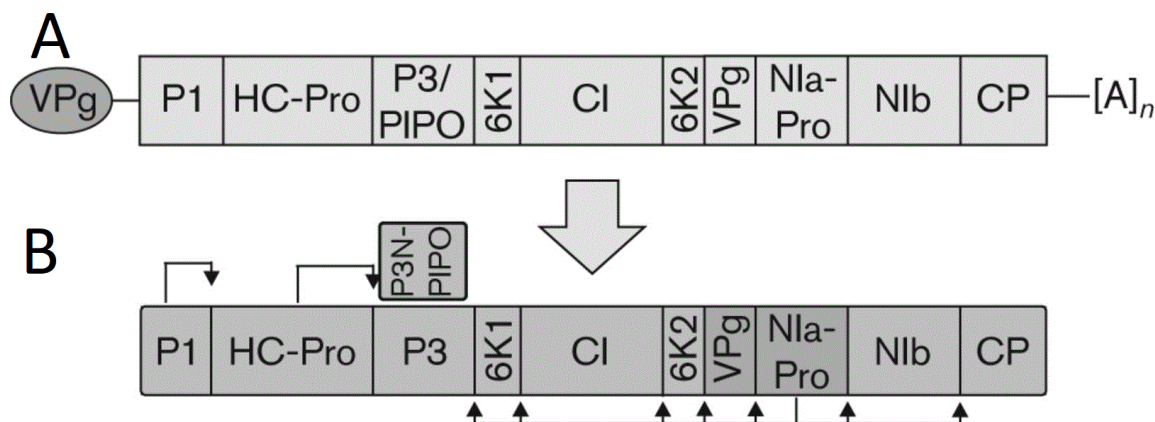 A
VPg P1 HC-Pro P3/ PIPO 6K1 CI 6K2 VPg NIa- Pro NIb CP [A]n
B
P3N- PIPO
P1 HC-Pro P3 6K1 CI 6K2 VPg NIa- Pro NIb CP